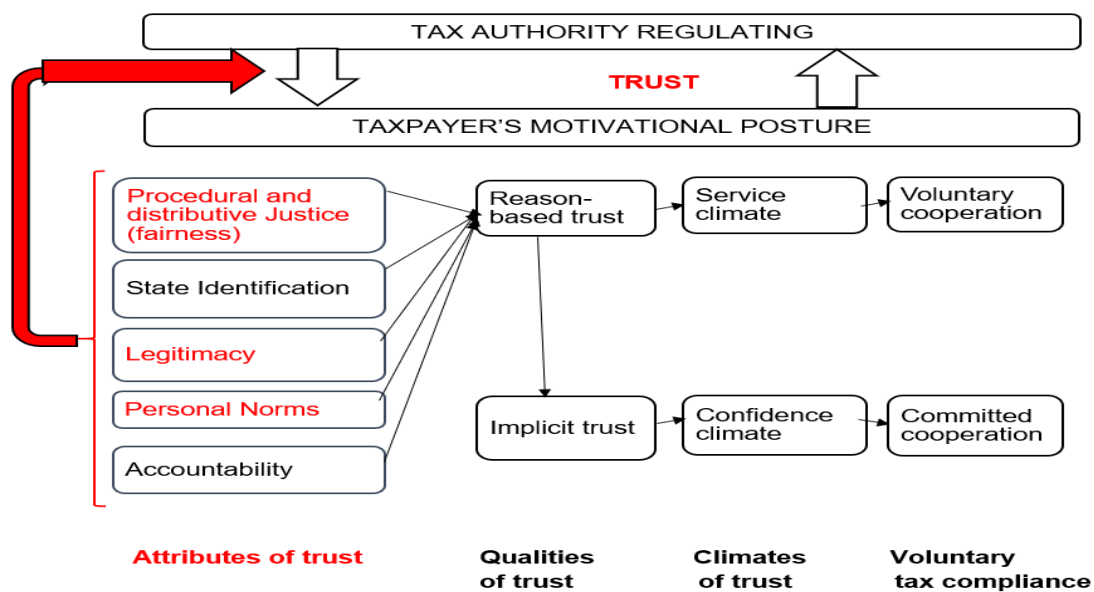 TAX AUTHORITY REGULATING
TRUST
TAXPAYER’S MOTIVATIONAL POSTURE
Procedural and
distributive Justice
(fairness)
Reason-
based trust
Service
climate
Voluntary
cooperation
State Identification
Legitimacy
Personal Norms
Implicit trust
Confidence
climate
Committed
cooperation
Accountability
Attributes of trust
Qualities
of trust
Climates
of trust
Voluntary
tax compliance